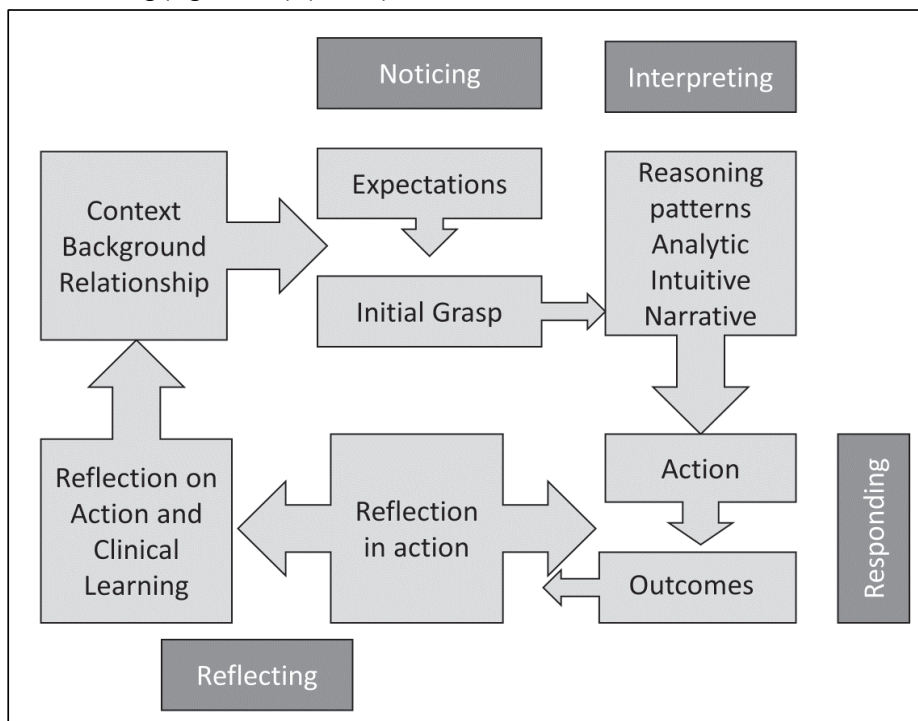 Noticing
Interpreting
Context
Background
Relationship
Expectations
Initial Grasp
Reasoning
patterns
Analytic
Intuitive
Narrative
Reflection on
Action and
Clinical
Learning
Reflection
in action
Action
Outcomes
Responding
Reflecting